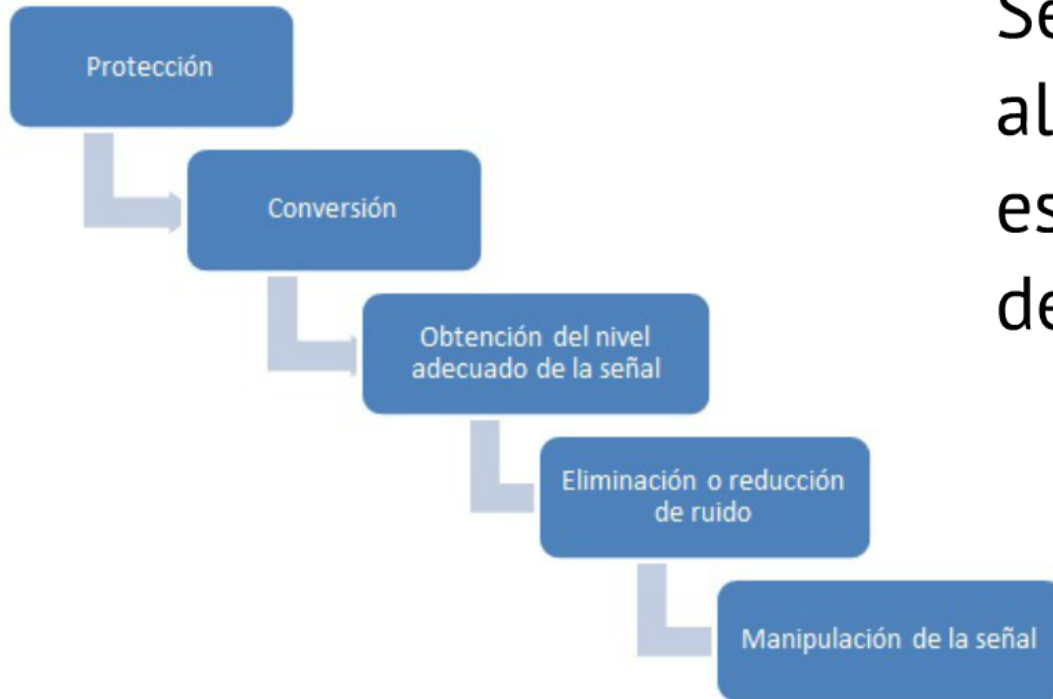 Protección
Conversión
Obtención del nivel
adecuado de la señal
Eliminación o reducción
de ruido
Manipulación de la señal